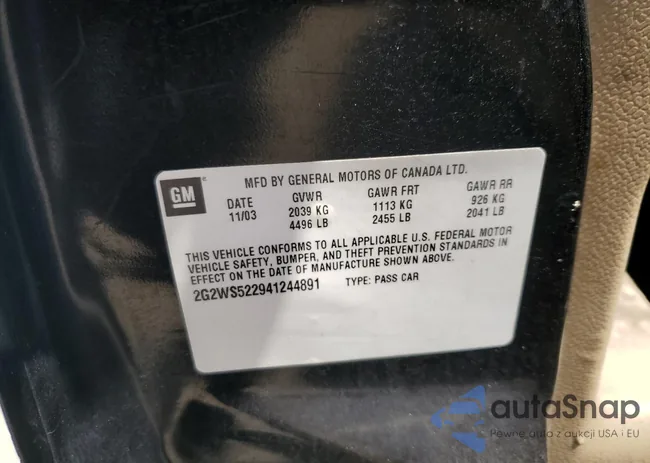 GM
MFD BY GENERAL MOTORS OF CANADA LTD.
DATE GVWR GAWR FRT GAWR RR
11/03 2039 KG 1113 KG 926 KG
4496 LB 2455 LB 2041 LB
THIS VEHICLE CONFORMS TO ALL APPLICABLE U.S. FEDERAL MOTOR
VEHICLE SAFETY, BUMPER, AND THEFT PREVENTION STANDARDS IN
EFFECT ON THE DATE OF MANUFACTURE SHOWN ABOVE.
2G2WS522941244891 TYPE: PASS CAR
autaSnap
Pewne auta z aukcji USA i EU